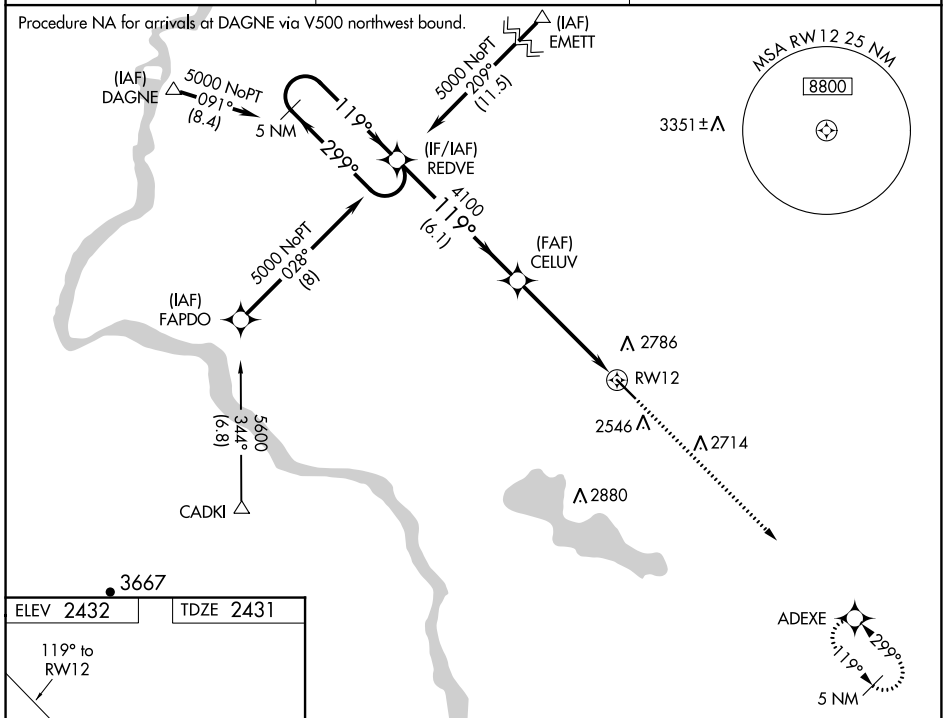 Procedure NA for arrivals at DAGNE via V500 northwest bound.
(IAF)
EMETT
5000 NoPT
209°
(11.5)
(IAF)
DAGNE
5000 NoPT
091°
(8.4)
5 NM
119°
299°
(IF/IAF)
REDVE
MSA RW12 25 NM
8800
3351±
4100
119°
(6.1)
(FAF)
CELUV
5000 NoPT
028°
(8)
(IAF)
FAPDO
2786
RW12
2546
2714
5600
344°
(6.8)
CADKI
2880
3667
ELEV 2432
TDZE 2431
119° to
RW12
ADEXE
299°
119°
5 NM